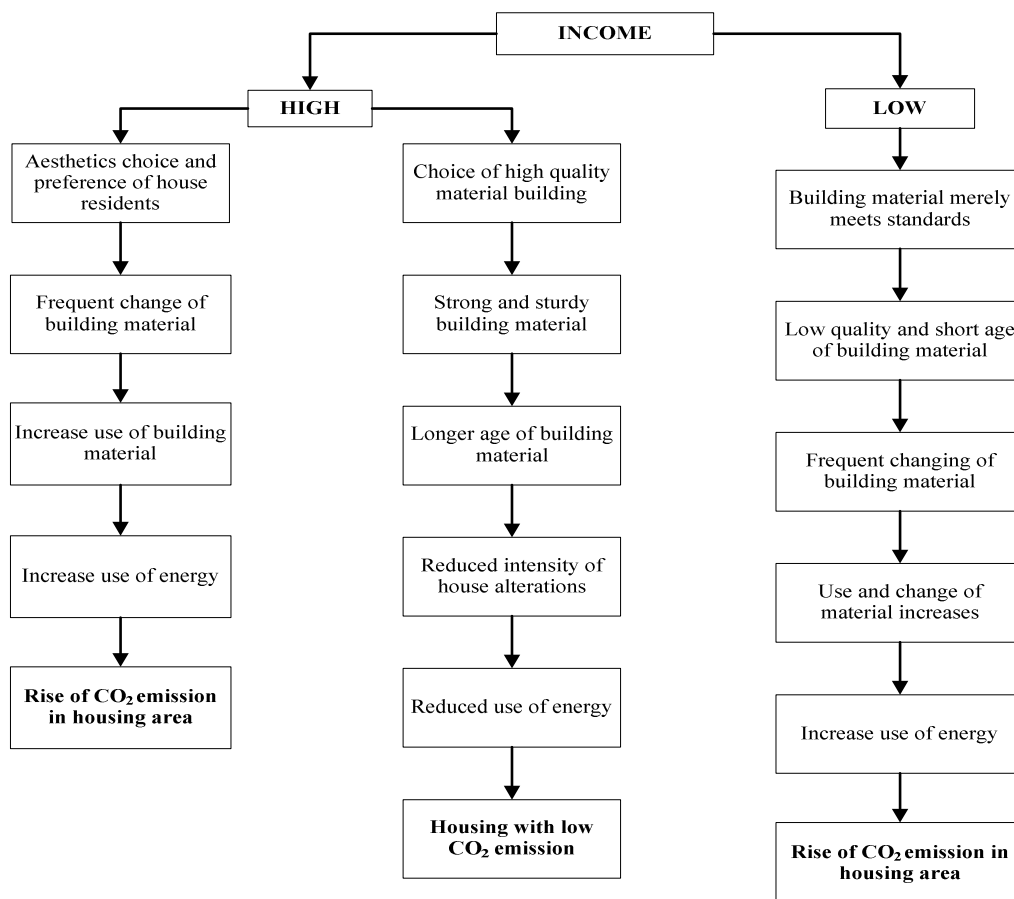 INCOME
HIGH
LOW
Aesthetics choice and
preference of house
residents
Frequent change of
building material
Increase use of building
material
Increase use of energy
Rise of CO₂ emission
in housing area
Choice of high quality
material building
Strong and sturdy
building material
Longer age of building
material
Reduced intensity of
house alterations
Reduced use of energy
Housing with low
CO₂ emission
Building material merely
meets standards
Low quality and short age
of building material
Frequent changing of
building material
Use and change of
material increases
Increase use of energy
Rise of CO₂ emission in
housing area